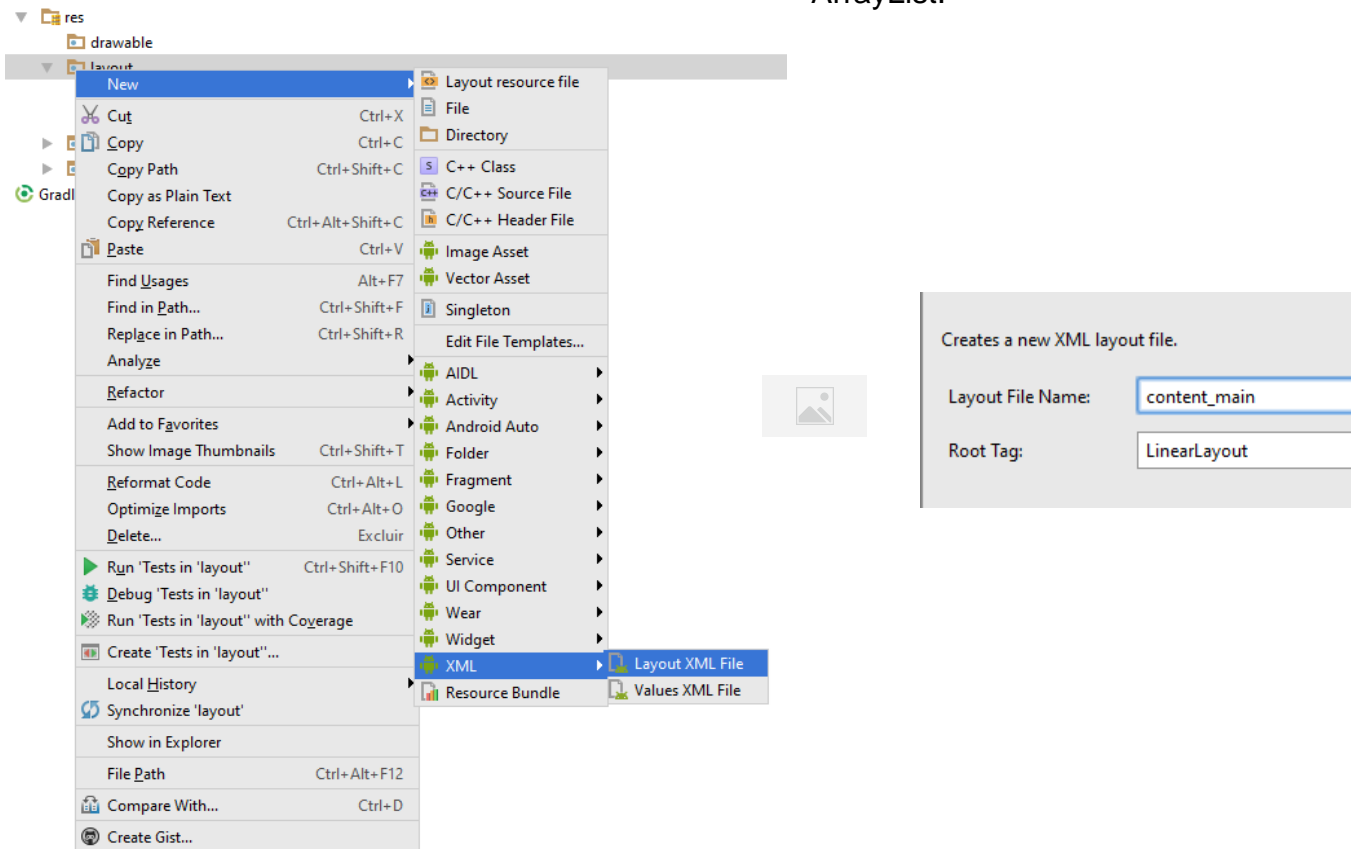 ArrayList.
res
drawable
layout
Gradl
New
Cut Ctrl+X
Copy Ctrl+C
Copy Path Ctrl+Shift+C
Copy as Plain Text
Copy Reference Ctrl+Alt+Shift+C
Paste Ctrl+V
Find Usages Alt+F7
Find in Path... Ctrl+Shift+F
Replace in Path... Ctrl+Shift+R
Analyze
Refactor
Add to Favorites
Show Image Thumbnails Ctrl+Shift+T
Reformat Code Ctrl+Alt+L
Optimize Imports Ctrl+Alt+O
Delete... Excluir
Run 'Tests in 'layout'' Ctrl+Shift+F10
Debug 'Tests in 'layout''
Run 'Tests in 'layout'' with Coverage
Create 'Tests in 'layout''...
Local History
Synchronize 'layout'
Show in Explorer
File Path Ctrl+Alt+F12
Compare With... Ctrl+D
Create Gist...
Layout resource file
File
Directory
S C++ Class
C++ C/C++ Source File
h C/C++ Header File
Image Asset
Vector Asset
Singleton
Edit File Templates...
AIDL
Activity
Android Auto
Folder
Fragment
Google
Other
Service
UI Component
Wear
Widget
XML
Resource Bundle
Layout XML File
Values XML File
Creates a new XML layout file.
Layout File Name: content_main
Root Tag: LinearLayout